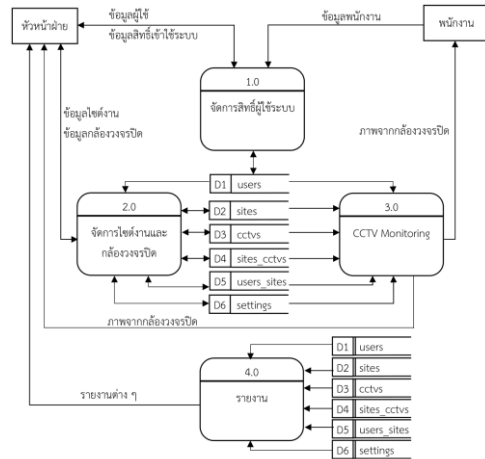 หัวหน้าฝ่าย
ข้อมูลผู้ใช้
ข้อมูลสิทธิ์เข้าใช้ระบบ
ข้อมูลพนักงาน
พนักงาน
1.0
จัดการสิทธิ์ผู้ใช้ระบบ
ข้อมูลไซต์งาน
ข้อมูลกล้องวงจรปิด
ภาพจากกล้องวงจรปิด
D1 users
2.0
จัดการไซต์งานและ
กล้องวงจรปิด
D2 sites
D3 cctvs
D4 sites_cctvs
D5 users_sites
D6 settings
3.0
CCTV Monitoring
ภาพจากกล้องวงจรปิด
รายงานต่าง ๆ
4.0
รายงาน
D1 users
D2 sites
D3 cctvs
D4 sites_cctvs
D5 users_sites
D6 settings